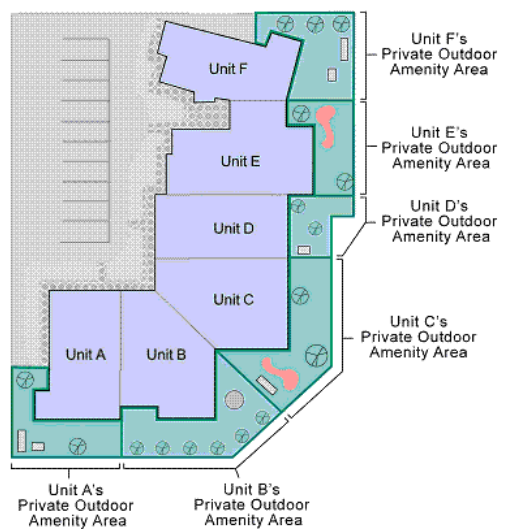 Unit F's
Private Outdoor
Amenity Area
Unit F
Unit E's
Private Outdoor
Amenity Area
Unit E
Unit D's
Private Outdoor
Amenity Area
Unit D
Unit C
Unit C's
Private Outdoor
Amenity Area
Unit A
Unit B
Unit A's
Private Outdoor
Amenity Area
Unit B's
Private Outdoor
Amenity Area